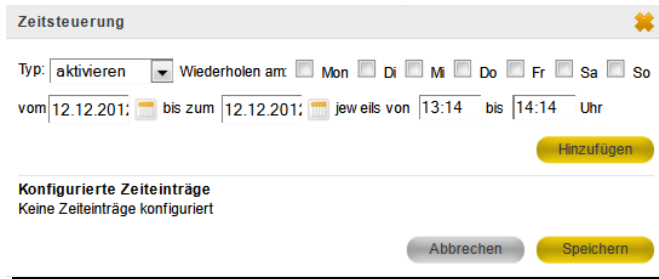 Zeitsteuerung
Typ: aktivieren Wiederholen am: Mon Di Mi Do Fr Sa So
vom 12.12.201 bis zum 12.12.201 jeweils von 13:14 bis 14:14 Uhr
Hinzufügen
Konfigurierte Zeiteinträge
Keine Zeiteinträge konfiguriert
Abbrechen Speichern